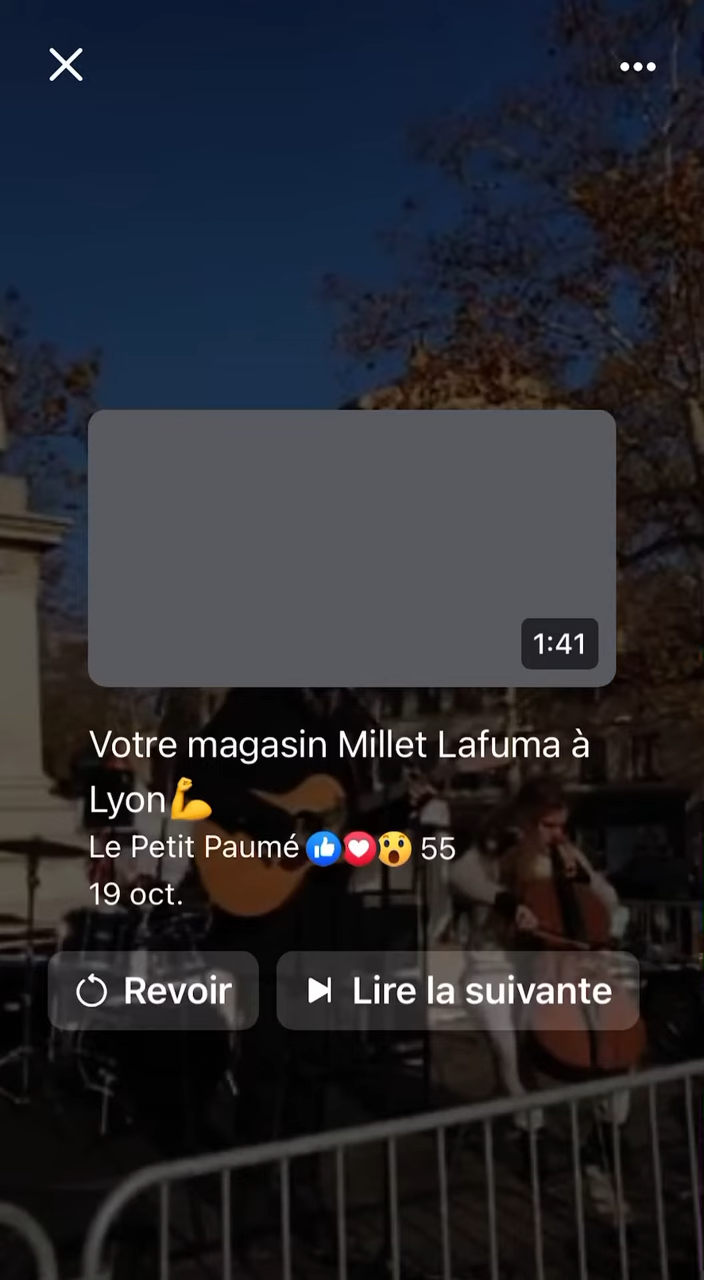 1:41
Votre magasin Millet Lafuma à
Lyon💪
Le Petit Paumé 👍❤️😮 55
19 oct.
Revoir
Lire la suivante